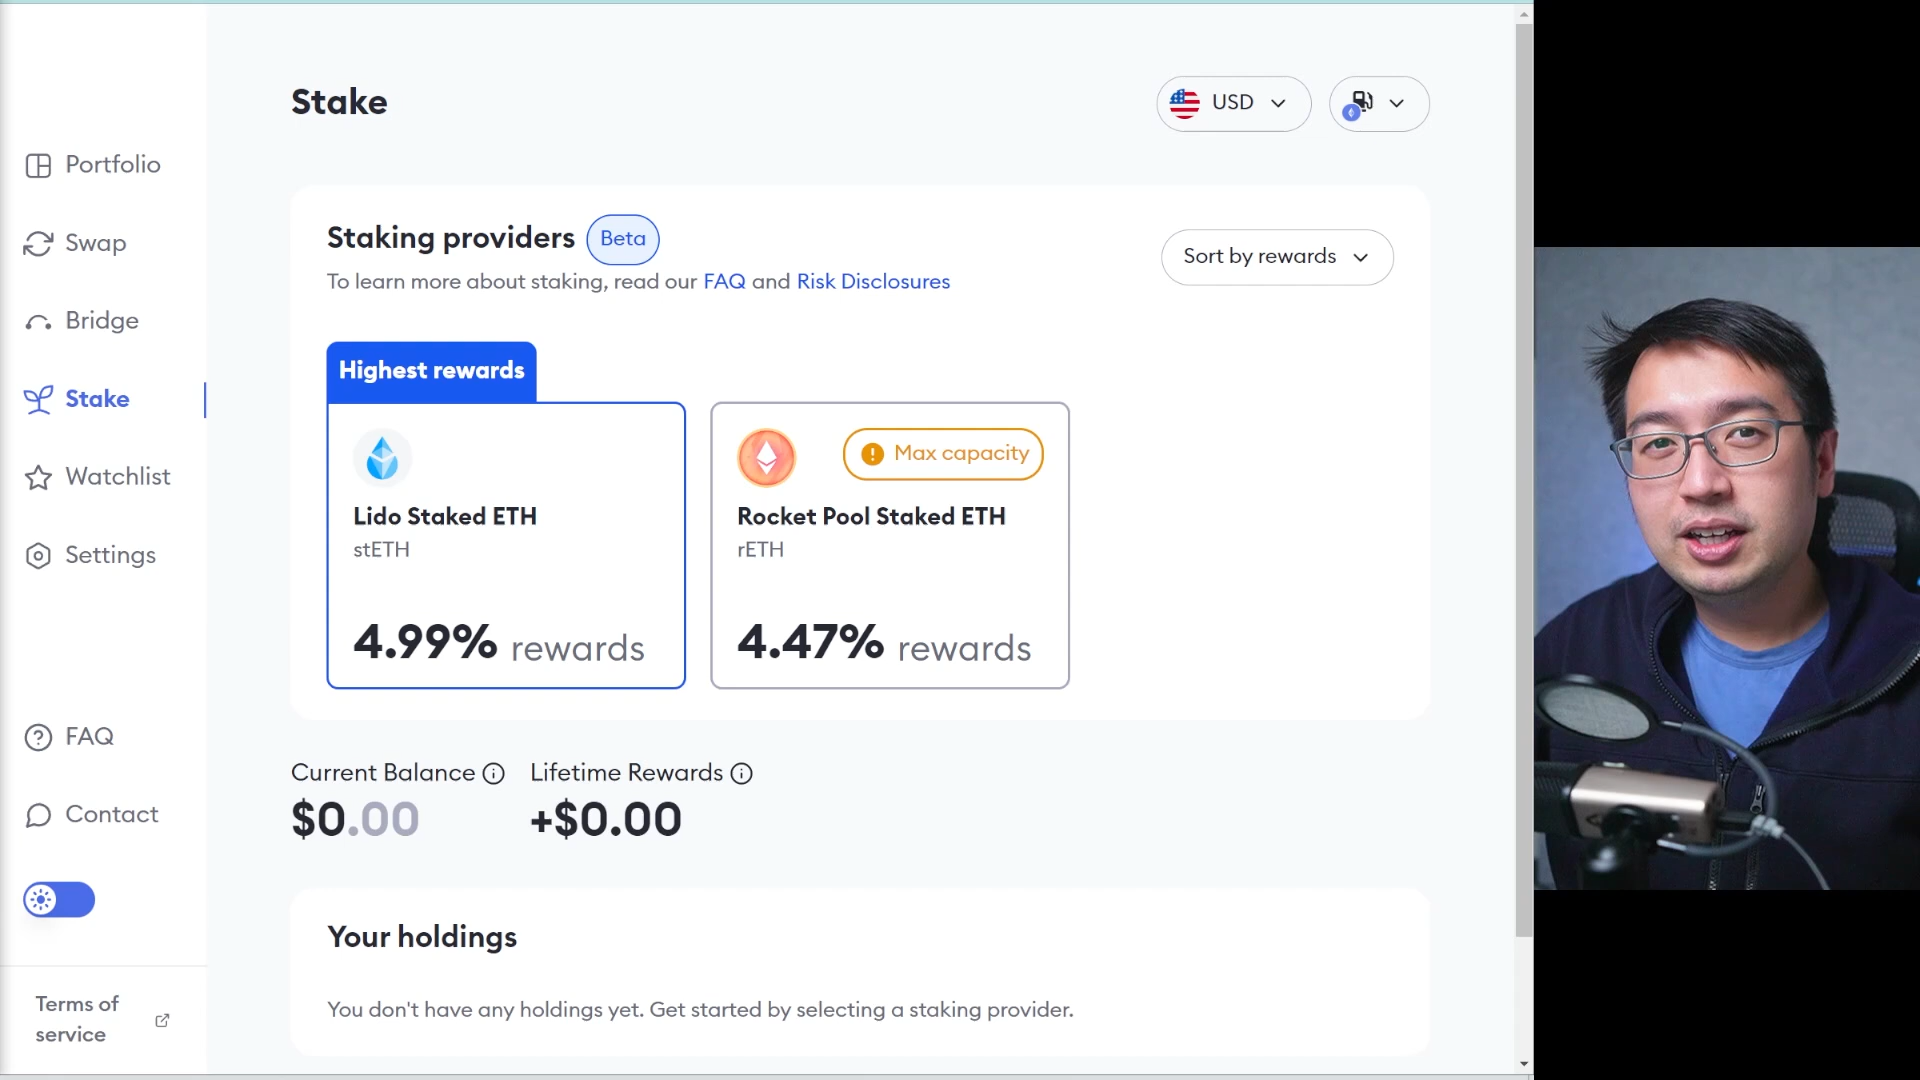 Stake
USD
Portfolio
Swap
Bridge
Stake
Watchlist
Settings
FAQ
Contact
Terms of
service
Staking providers Beta
To learn more about staking, read our FAQ and Risk Disclosures
Sort by rewards
Highest rewards
Lido Staked ETH
stETH
4.99% rewards
Max capacity
Rocket Pool Staked ETH
rETH
4.47% rewards
Current Balance
$0.00
Lifetime Rewards
+$0.00
Your holdings
You don't have any holdings yet. Get started by selecting a staking provider.